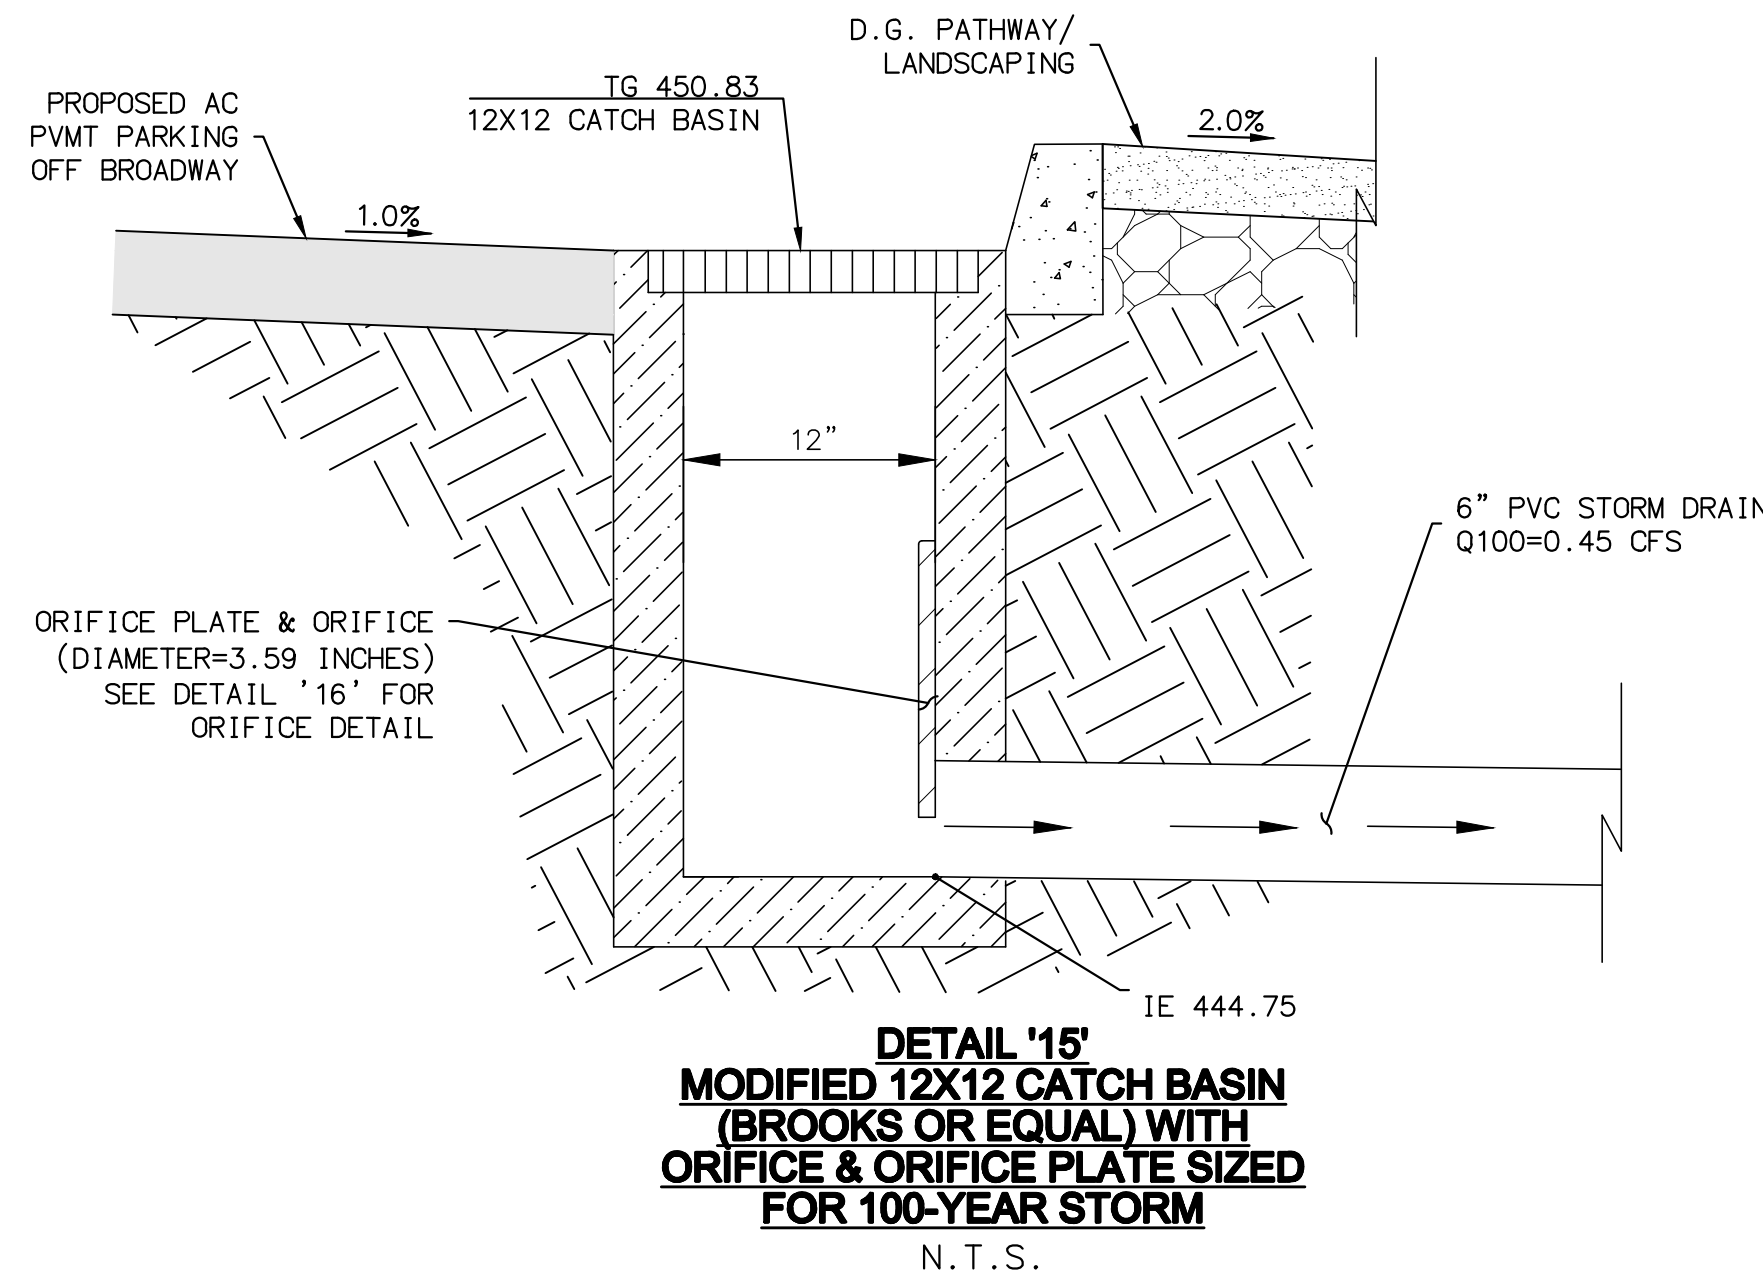 D.G. PATHWAY/
LANDSCAPING
PROPOSED AC
PVMT PARKING
OFF BROADWAY
TG 450.83
12X12 CATCH BASIN
2.0%
1.0%
12"
6" PVC STORM DRAIN
Q100=0.45 CFS
ORIFICE PLATE & ORIFICE
(DIAMETER=3.59 INCHES)
SEE DETAIL '16' FOR
ORIFICE DETAIL
IE 444.75
DETAIL '15'
MODIFIED 12X12 CATCH BASIN
(BROOKS OR EQUAL) WITH
ORIFICE & ORIFICE PLATE SIZED
FOR 100-YEAR STORM
N.T.S.